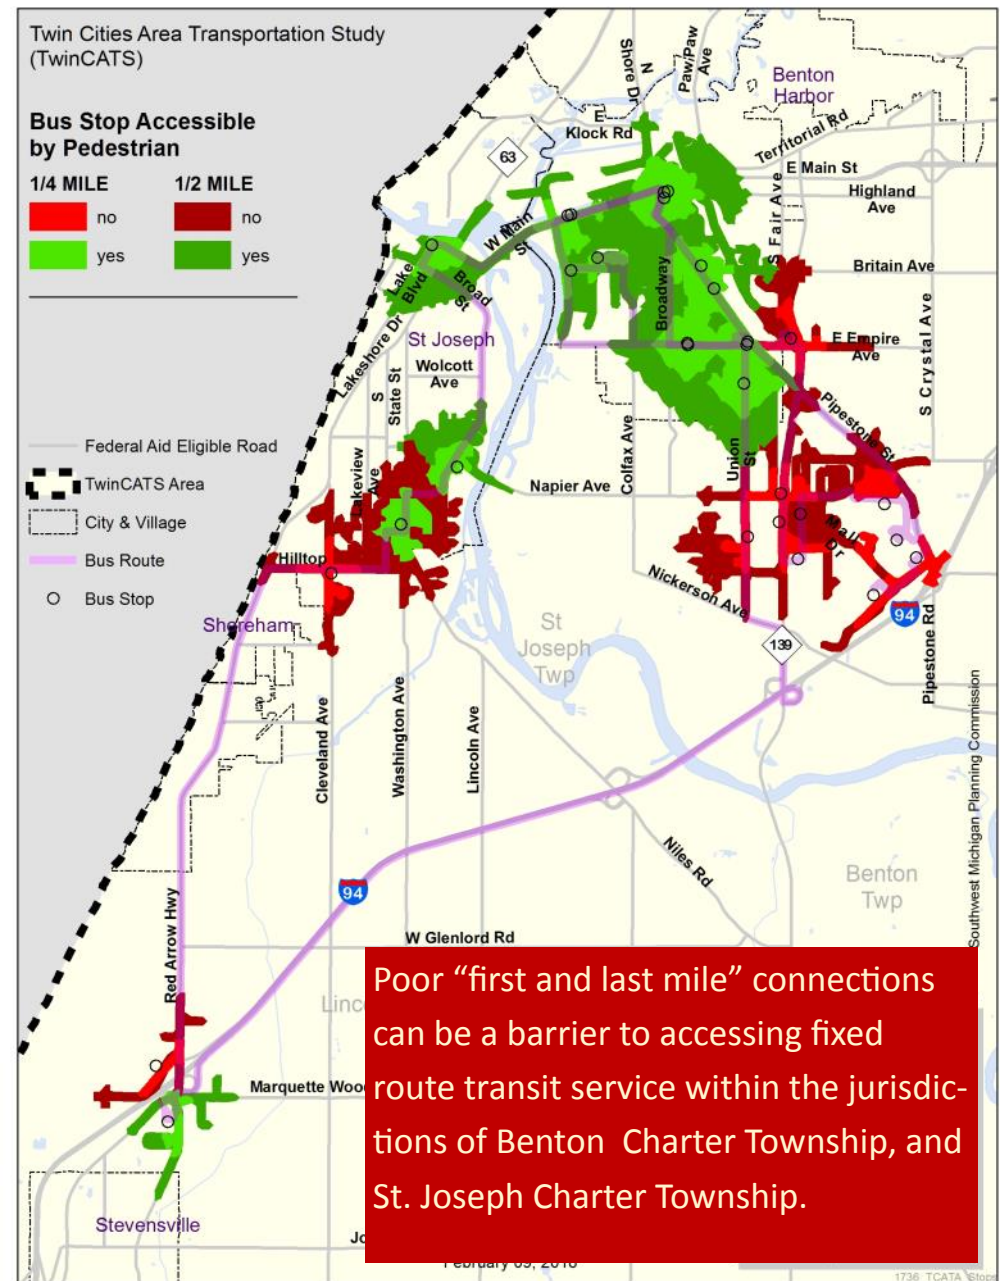 Twin Cities Area Transportation Study
(TwinCATS)
Bus Stop Accessible
by Pedestrian
1/4 MILE
1/2 MILE
no
no
yes
yes
Federal Aid Eligible Road
TwinCATS Area
City & Village
Bus Route
Bus Stop
N
Shore Dr
Paw Paw
Ave
Benton
Harbor
E
Klock Rd
63
Territorial Rd
E Main St
Highland
Ave
S Fair Ave
W Main
St
Lake
Blvd
Broad
St
Britain Ave
Broadway
Lakeshore Dr
St Joseph
E Empire
Ave
S Crystal Ave
Wolcott
Ave
S
State St
Pipestone St
Colfax Ave
Union
St
Lakeview
Ave
Napier Ave
Mall
Dr
Hilltop
Nickerson Ave
94
Shoreham
St
Joseph
Twp
139
Pipestone Rd
Cleveland Ave
Washington Ave
Lincoln Ave
Niles Rd
Benton
Twp
94
Red Arrow Hwy
W Glenlord Rd
Southwest Michigan Planning Commission
Linc
Marquette Wood
Stevensville
Poor “first and last mile” connections
can be a barrier to accessing fixed
route transit service within the jurisdic-
tions of Benton Charter Township, and
St. Joseph Charter Township.
Jo
1736 TCATA Stops